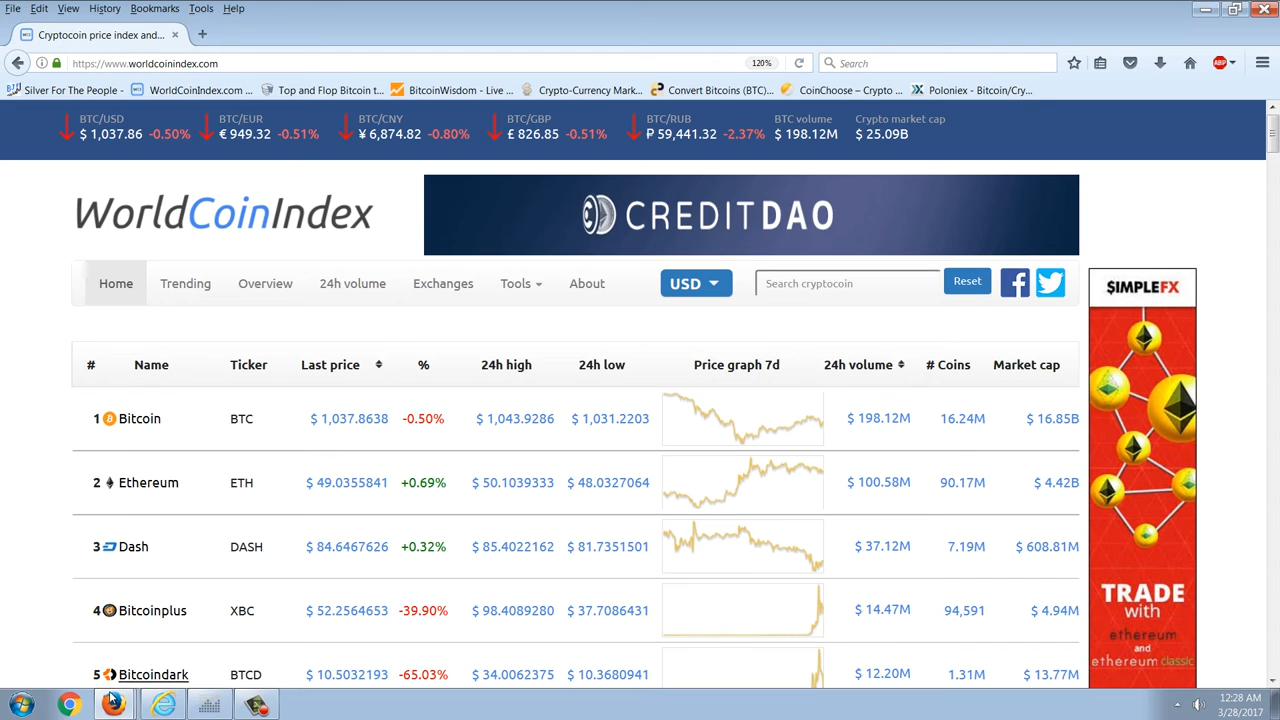 File Edit View History Bookmarks Tools Help
Cryptocoin price index and...
https://www.worldcoinindex.com 120% Search
Silver For The People - WorldCoinIndex.com ... Top and Flop Bitcoin t... BitcoinWisdom - Live ... Crypto-Currency Mark... Convert Bitcoins (BTC)... CoinChoose – Crypto ... Poloniex - Bitcoin/Cry...
BTC/USD BTC/EUR BTC/CNY BTC/GBP BTC/RUB BTC volume Crypto market cap
$ 1,037.86 -0.50% € 949.32 -0.51% ¥ 6,874.82 -0.80% £ 826.85 -0.51% ₽ 59,441.32 -2.37% $ 198.12M $ 25.09B
WorldCoinIndex
CREDITDAO
Home Trending Overview 24h volume Exchanges Tools About USD Search cryptocoin Reset
$IMPLEFX
# Name Ticker Last price % 24h high 24h low Price graph 7d 24h volume # Coins Market cap
1 Bitcoin BTC $ 1,037.8638 -0.50% $ 1,043.9286 $ 1,031.2203 $ 198.12M 16.24M $ 16.85B
2 Ethereum ETH $ 49.0355841 +0.69% $ 50.1039333 $ 48.0327064 $ 100.58M 90.17M $ 4.42B
3 Dash DASH $ 84.6467626 +0.32% $ 85.4022162 $ 81.7351501 $ 37.12M 7.19M $ 608.81M
4 Bitcoinplus XBC $ 52.2564653 -39.90% $ 98.4089280 $ 37.7086431 $ 14.47M 94,591 $ 4.94M
5 Bitcoindark BTCD $ 10.5032193 -65.03% $ 34.0062375 $ 10.3680941 $ 12.20M 1.31M $ 13.77M
TRADE
with
ethereum
and
ethereum classic
12:28 AM
3/28/2017